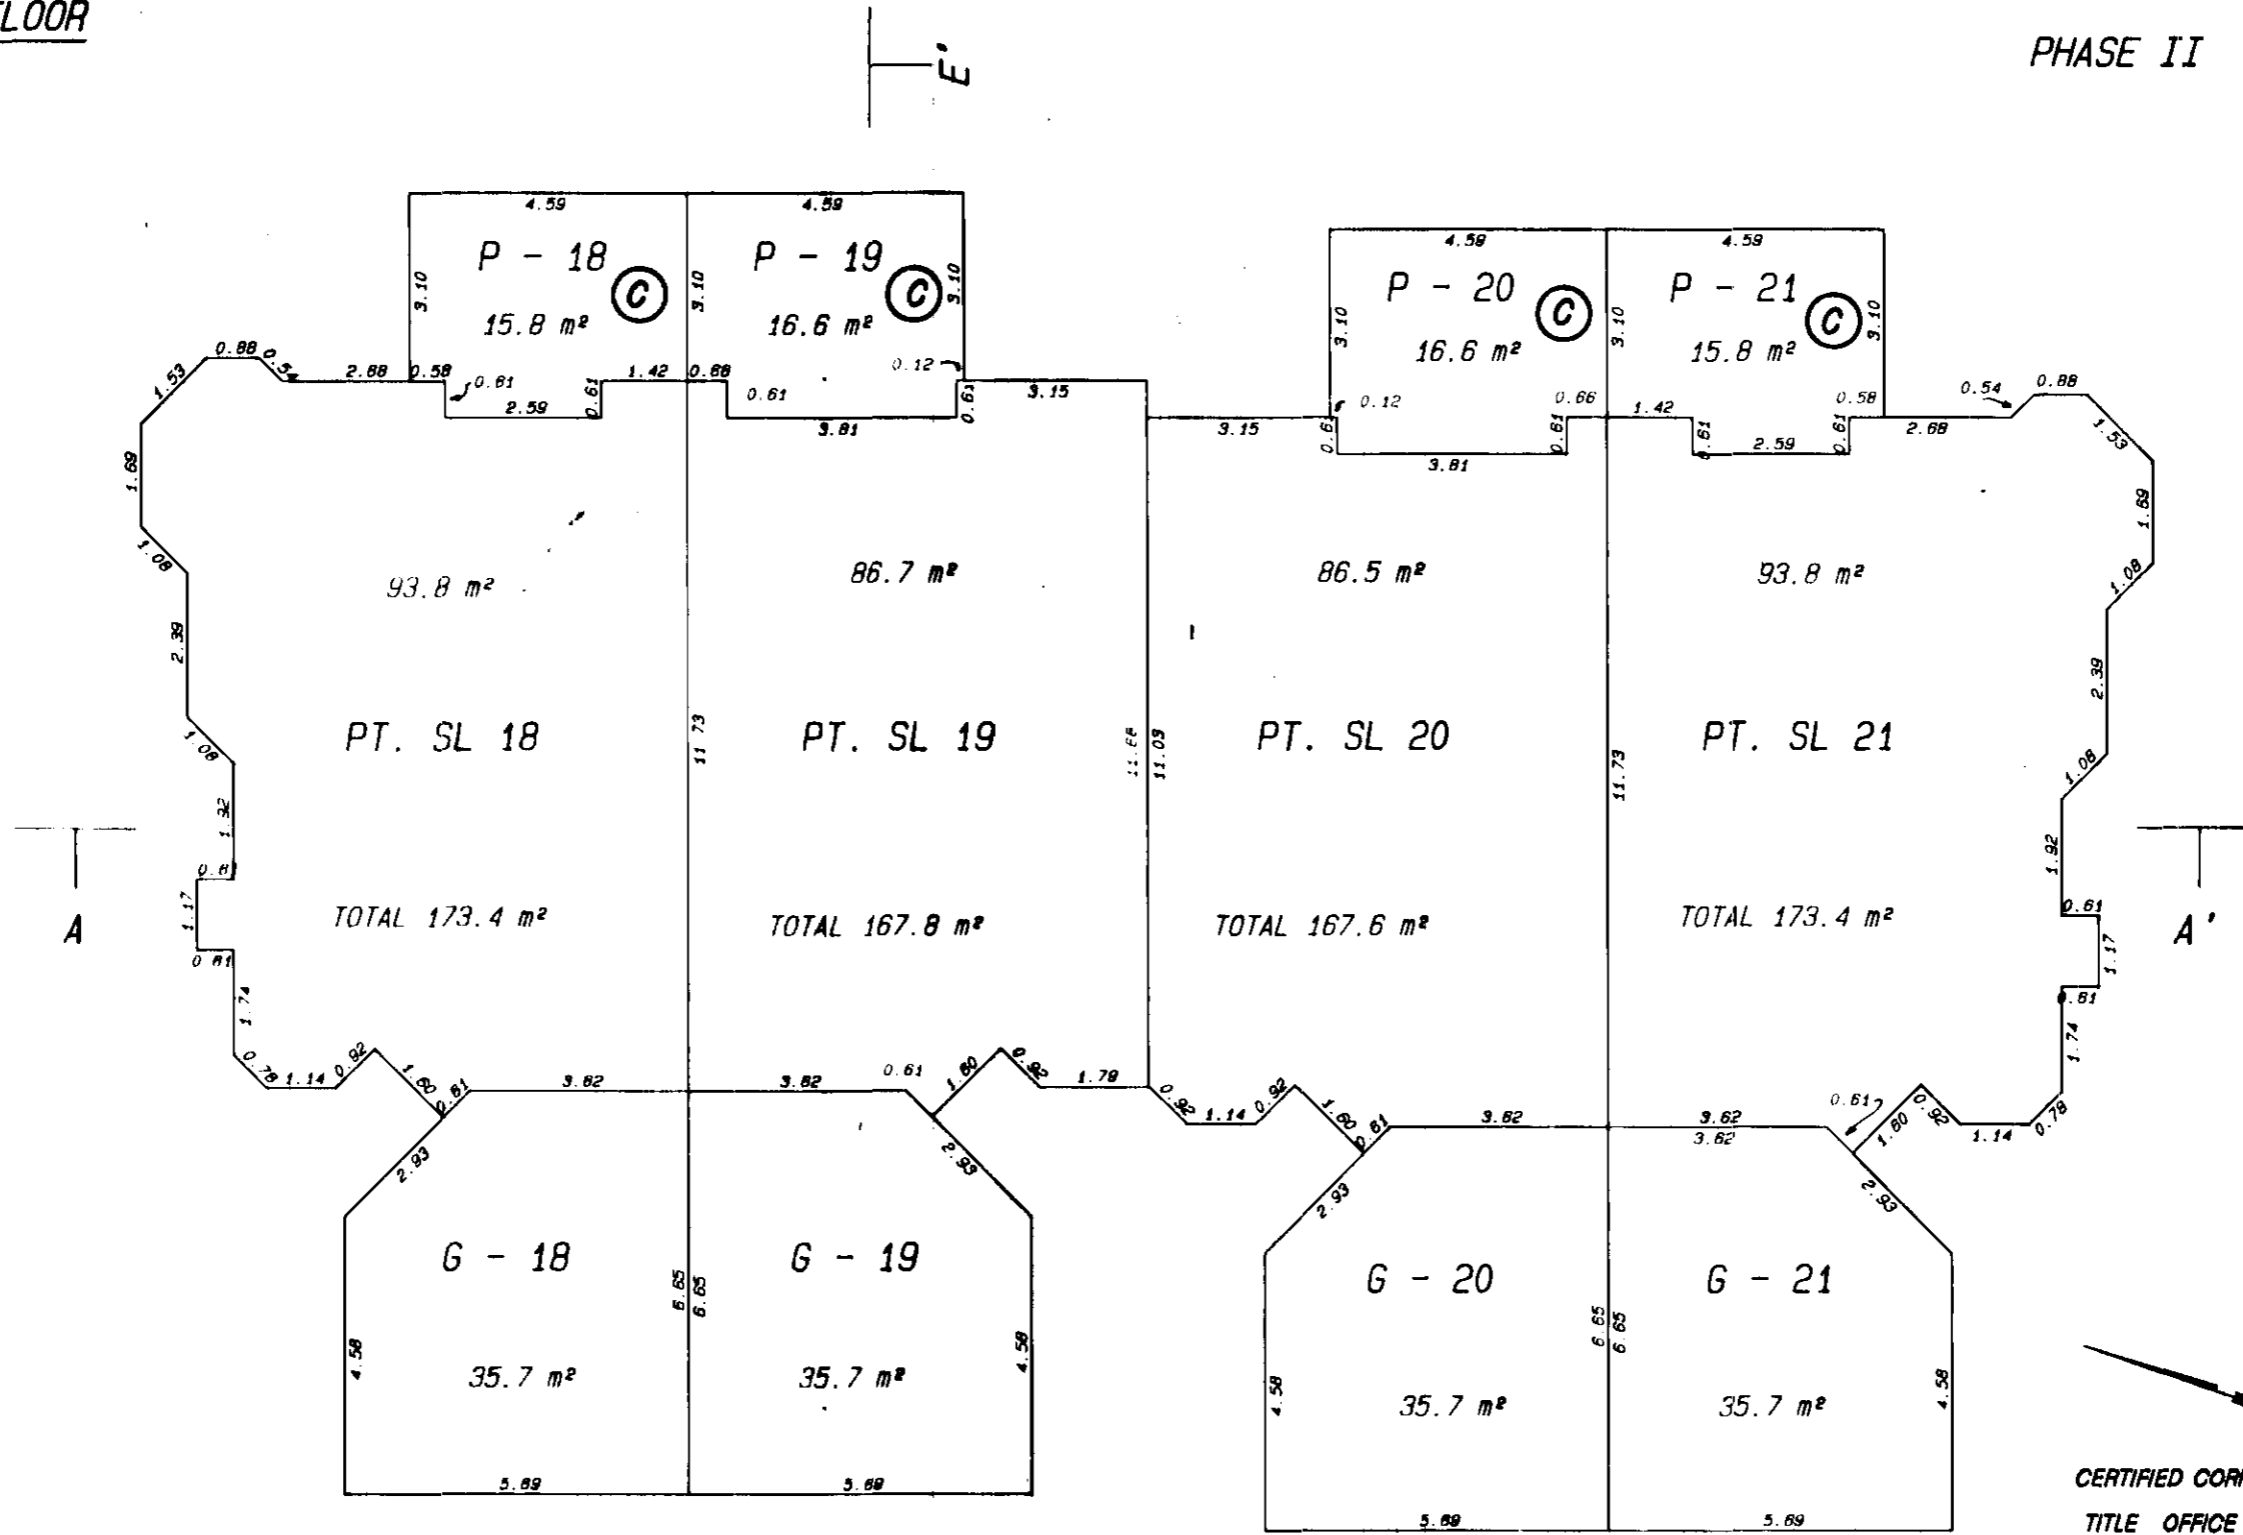 FLOOR
E'
PHASE II
4.59 4.59
P - 18 C P - 19 C
3.10 3.10 3.10
15.8 m² 16.6 m²
4.59 4.59
P - 20 C P - 21 C
3.10 3.10 3.10
16.6 m² 15.8 m²
0.88 0.54 2.68 0.58 0.61 1.42 0.66 0.61 0.12 3.15
1.53 2.59 0.61 3.81 0.61
3.15 0.12 0.66 1.42 0.58 0.54 0.88
0.61 3.81 0.61 0.61 2.59 0.61 2.68 1.53
1.69 1.69
1.08 1.08
93.8 m² 86.7 m² 86.5 m² 93.8 m²
2.39 2.39
PT. SL 18 11.73 PT. SL 19 11.09 PT. SL 20 11.73 PT. SL 21
1.08 1.08
1.92 1.92
A A'
0.61 0.61
1.17 1.17
TOTAL 173.4 m² TOTAL 167.8 m² TOTAL 167.6 m² TOTAL 173.4 m²
0.61 0.61
1.74 1.74
0.78 1.14 0.92 1.60 0.61 3.62 3.62 0.61 1.60 0.92 1.79
0.92 1.14 0.92 1.60 0.61 3.62 3.62 0.61 1.60 0.92 1.14 0.78
3.62
2.93 2.93 2.93 2.93
G - 18 G - 19 G - 20 G - 21
6.65 6.65 6.65 6.65
4.58 4.58 4.58 4.58
35.7 m² 35.7 m² 35.7 m² 35.7 m²
5.69 5.69 5.69 5.69
CERTIFIED COR
TITLE OFFICE